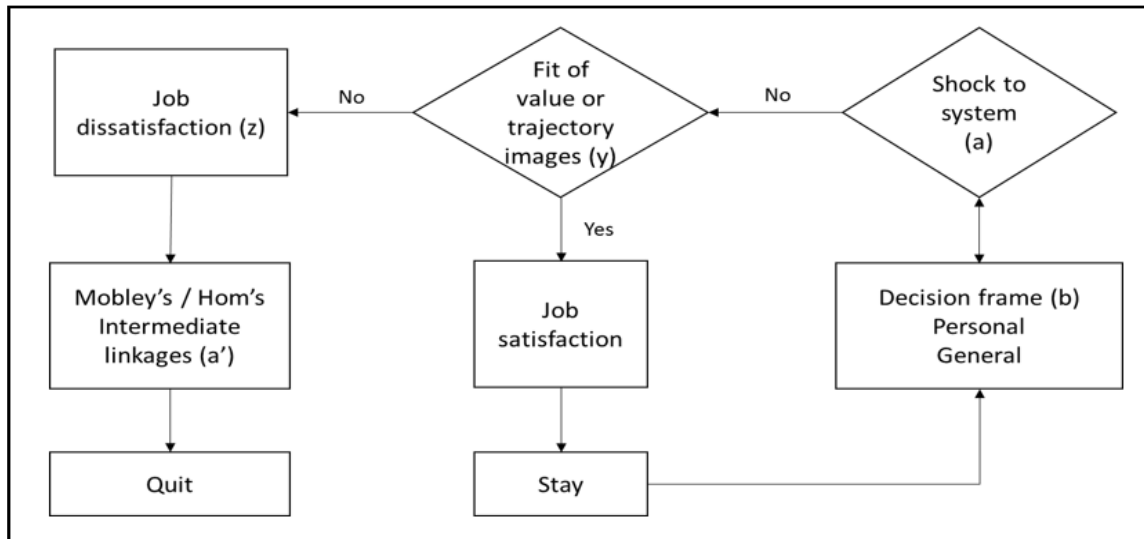 Job
dissatisfaction (z)
No
Fit of
value or
trajectory
images (y)
No
Shock to
system
(a)
Yes
Mobley’s / Hom’s
Intermediate
linkages (a’)
Job
satisfaction
Decision frame (b)
Personal
General
Quit
Stay